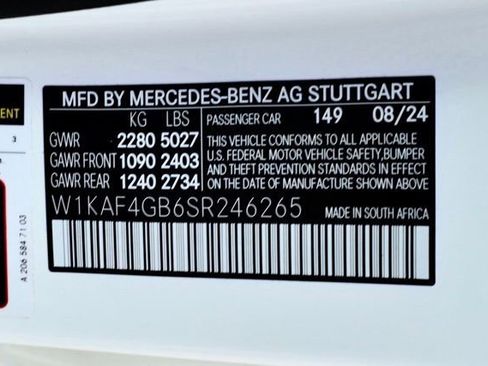 MFD BY MERCEDES-BENZ AG STUTTGART
KG LBS
GVWR 2280 5027
GAWR FRONT 1090 2403
GAWR REAR 1240 2734
PASSENGER CAR 149 08/24
THIS VEHICLE CONFORMS TO ALL APPLICABLE
U.S. FEDERAL MOTOR VEHICLE SAFETY,BUMPER
AND THEFT PREVENTION STANDARDS IN EFFECT
ON THE DATE OF MANUFACTURE SHOWN ABOVE
W1KAF4GB6SR246265 MADE IN SOUTH AFRICA
ENT
3
A 206 584 71 03